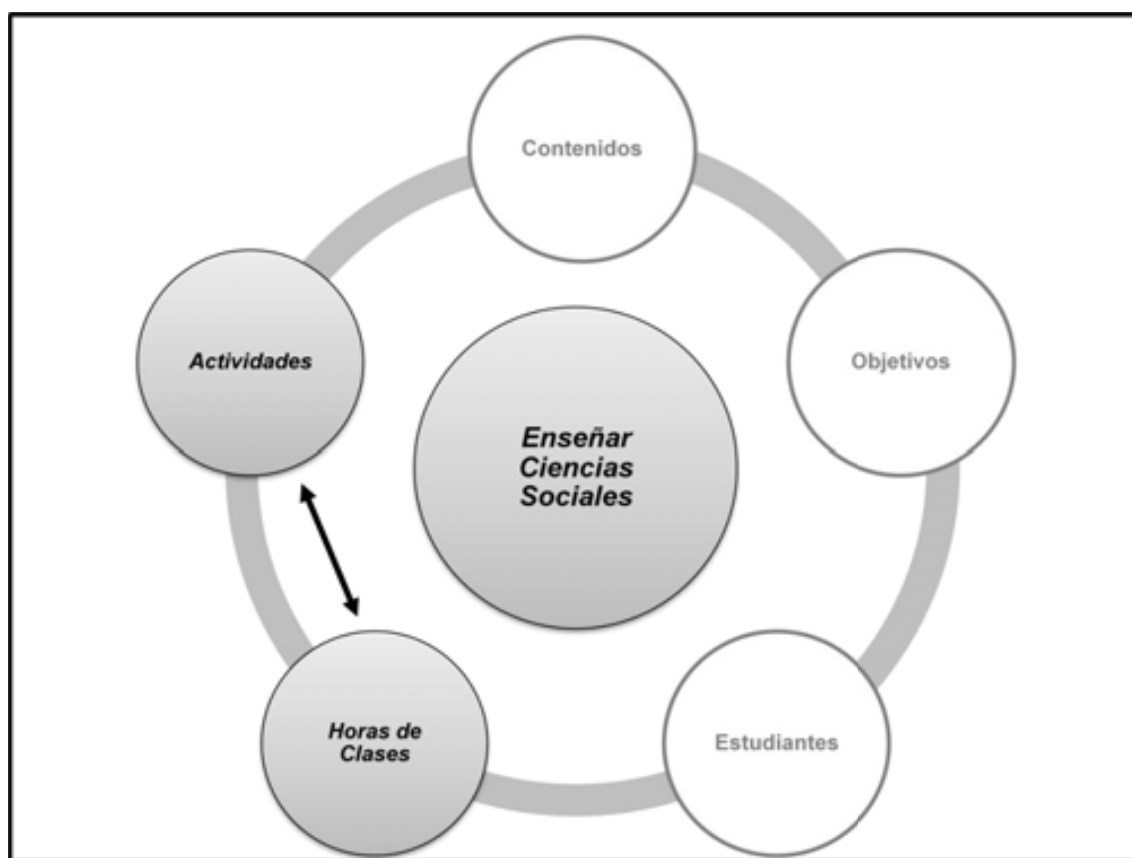 Contenidos
Actividades
Objetivos
Enseñar
Ciencias
Sociales
Horas de
Clases
Estudiantes